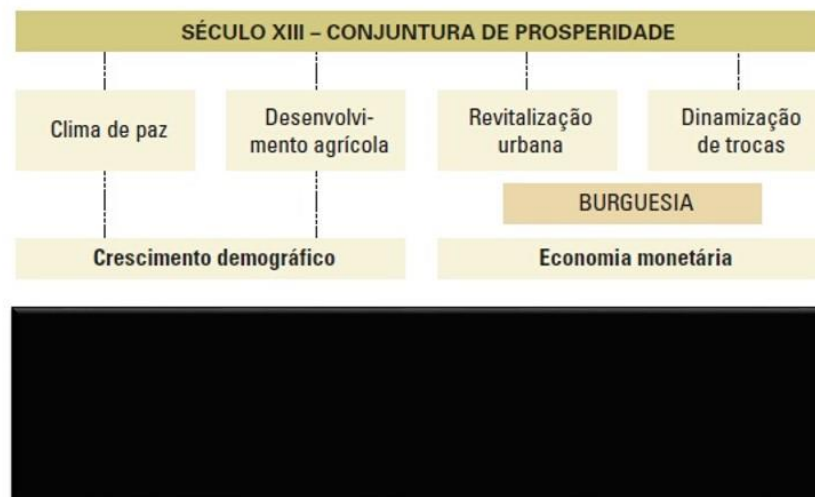 SÉCULO XIII – CONJUNTURA DE PROSPERIDADE
Clima de paz
Desenvolvi-
mento agrícola
Revitalização
urbana
Dinamização
de trocas
BURGUESIA
Crescimento demográfico
Economia monetária